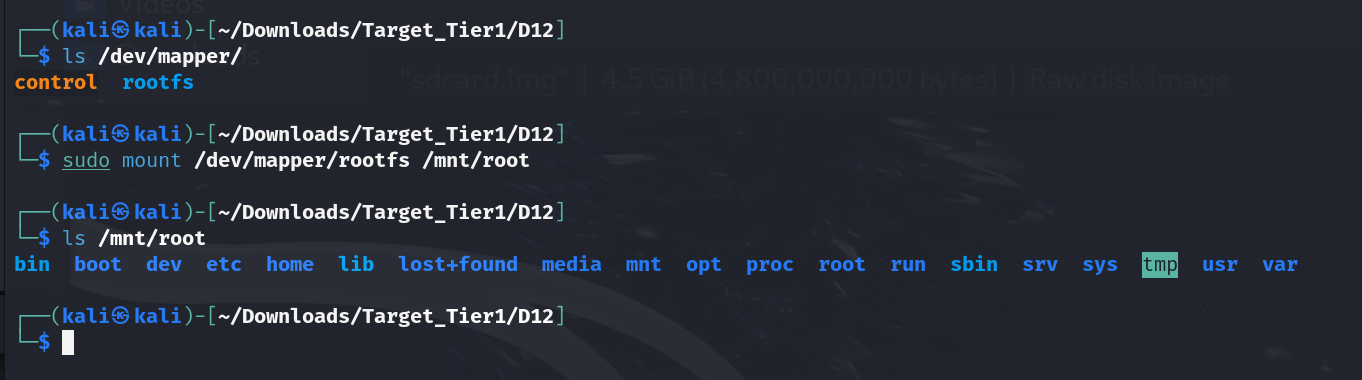 Videos
┌──(kali㉿kali)-[~/Downloads/Target_Tier1/D12]
└─$ ls /dev/mapper/
control  rootfs
"sdcard.img" | 4.5 GiB (4,800,000,000 bytes) | Raw disk image
┌──(kali㉿kali)-[~/Downloads/Target_Tier1/D12]
└─$ sudo mount /dev/mapper/rootfs /mnt/root
┌──(kali㉿kali)-[~/Downloads/Target_Tier1/D12]
└─$ ls /mnt/root
bin  boot  dev  etc  home  lib  lost+found  media  mnt  opt  proc  root  run  sbin  srv  sys  tmp  usr  var
┌──(kali㉿kali)-[~/Downloads/Target_Tier1/D12]
└─$